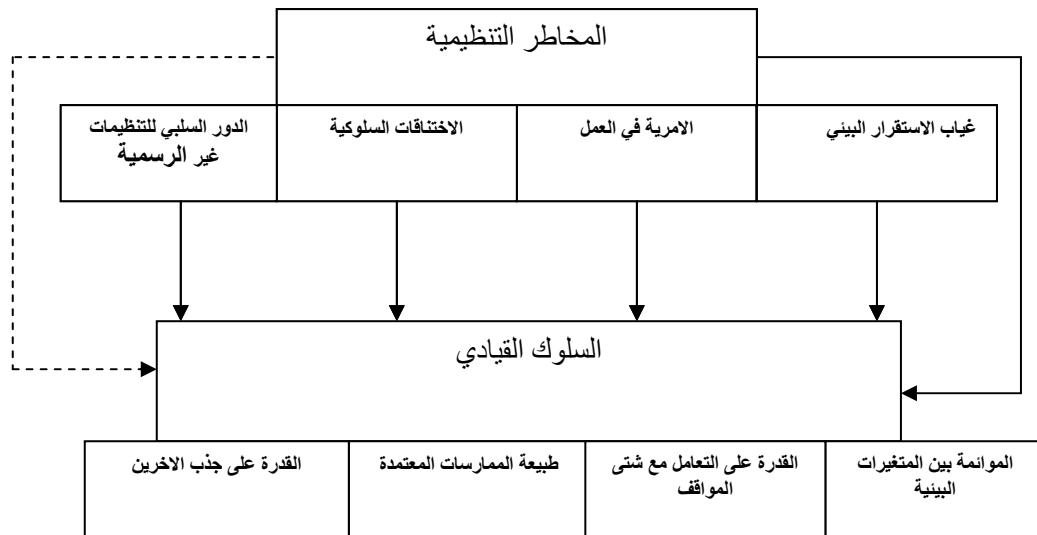 المخاطر التنظيمية
غياب الاستقرار البيئي
الامرية في العمل
الاختناقات السلوكية
الدور السلبي للتنظيمات
غير الرسمية
السلوك القيادي
الموائمة بين المتغيرات
البيئية
القدرة على التعامل مع شتى
المواقف
طبيعة الممارسات المعتمدة
القدرة على جذب الاخرين